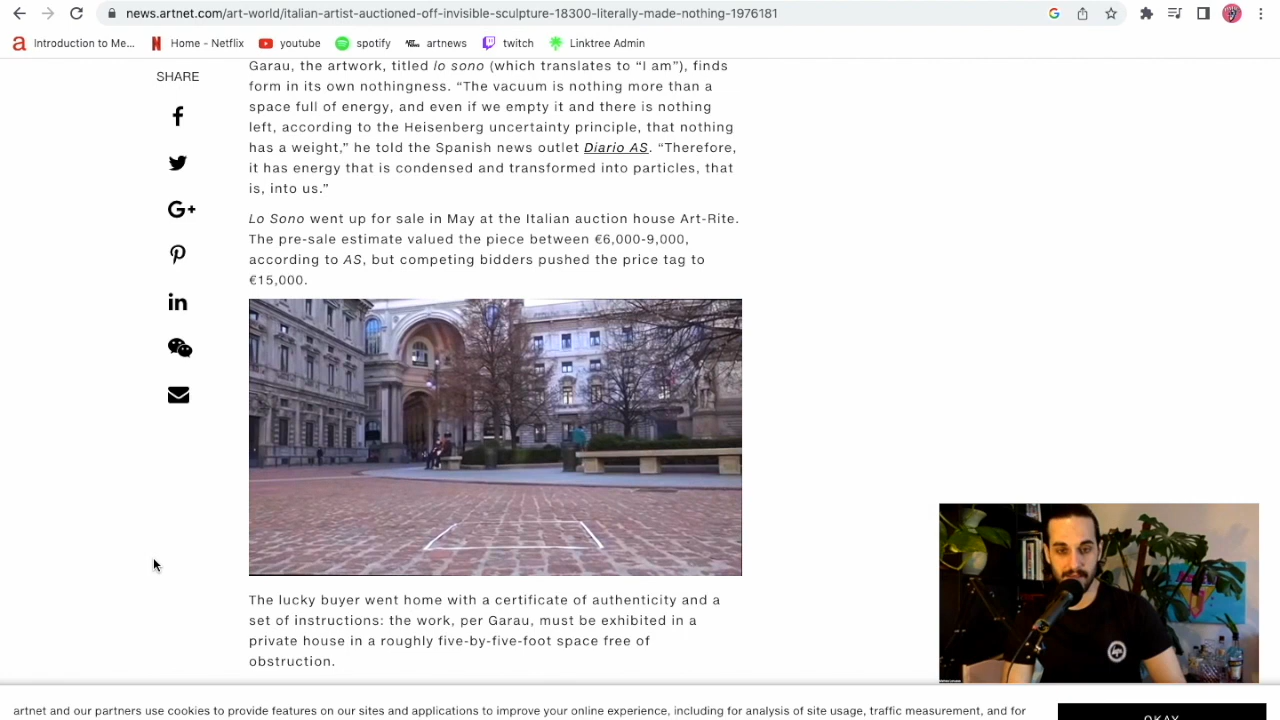 news.artnet.com/art-world/italian-artist-auctioned-off-invisible-sculpture-18300-literally-made-nothing-1976181
Introduction to Me... Home - Netflix youtube spotify artnews twitch Linktree Admin
SHARE
Garau, the artwork, titled Io sono (which translates to “I am”), finds
form in its own nothingness. “The vacuum is nothing more than a
space full of energy, and even if we empty it and there is nothing
left, according to the Heisenberg uncertainty principle, that nothing
has a weight,” he told the Spanish news outlet Diario AS. “Therefore,
it has energy that is condensed and transformed into particles, that
is, into us.”
Lo Sono went up for sale in May at the Italian auction house Art-Rite.
The pre-sale estimate valued the piece between €6,000-9,000,
according to AS, but competing bidders pushed the price tag to
€15,000.
The lucky buyer went home with a certificate of authenticity and a
set of instructions: the work, per Garau, must be exhibited in a
private house in a roughly five-by-five-foot space free of
obstruction.
artnet and our partners use cookies to provide features on our sites and applications to improve your online experience, including for analysis of site usage, traffic measurement, and for
OKAY